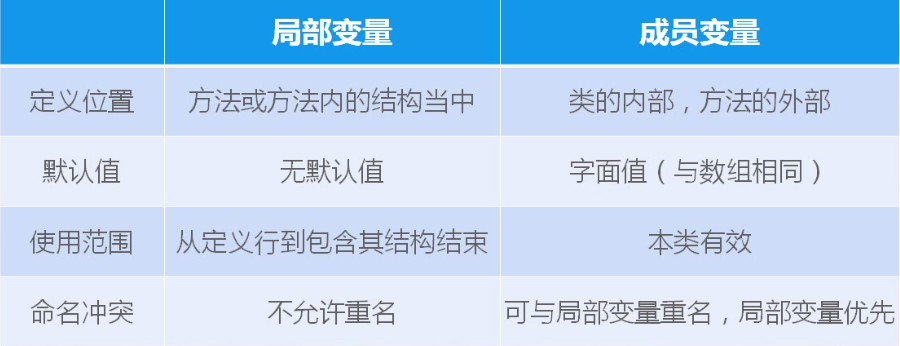 局部变量 成员变量
定义位置 方法或方法内的结构当中 类的内部，方法的外部
默认值 无默认值 字面值（与数组相同）
使用范围 从定义行到包含其结构结束 本类有效
命名冲突 不允许重名 可与局部变量重名，局部变量优先